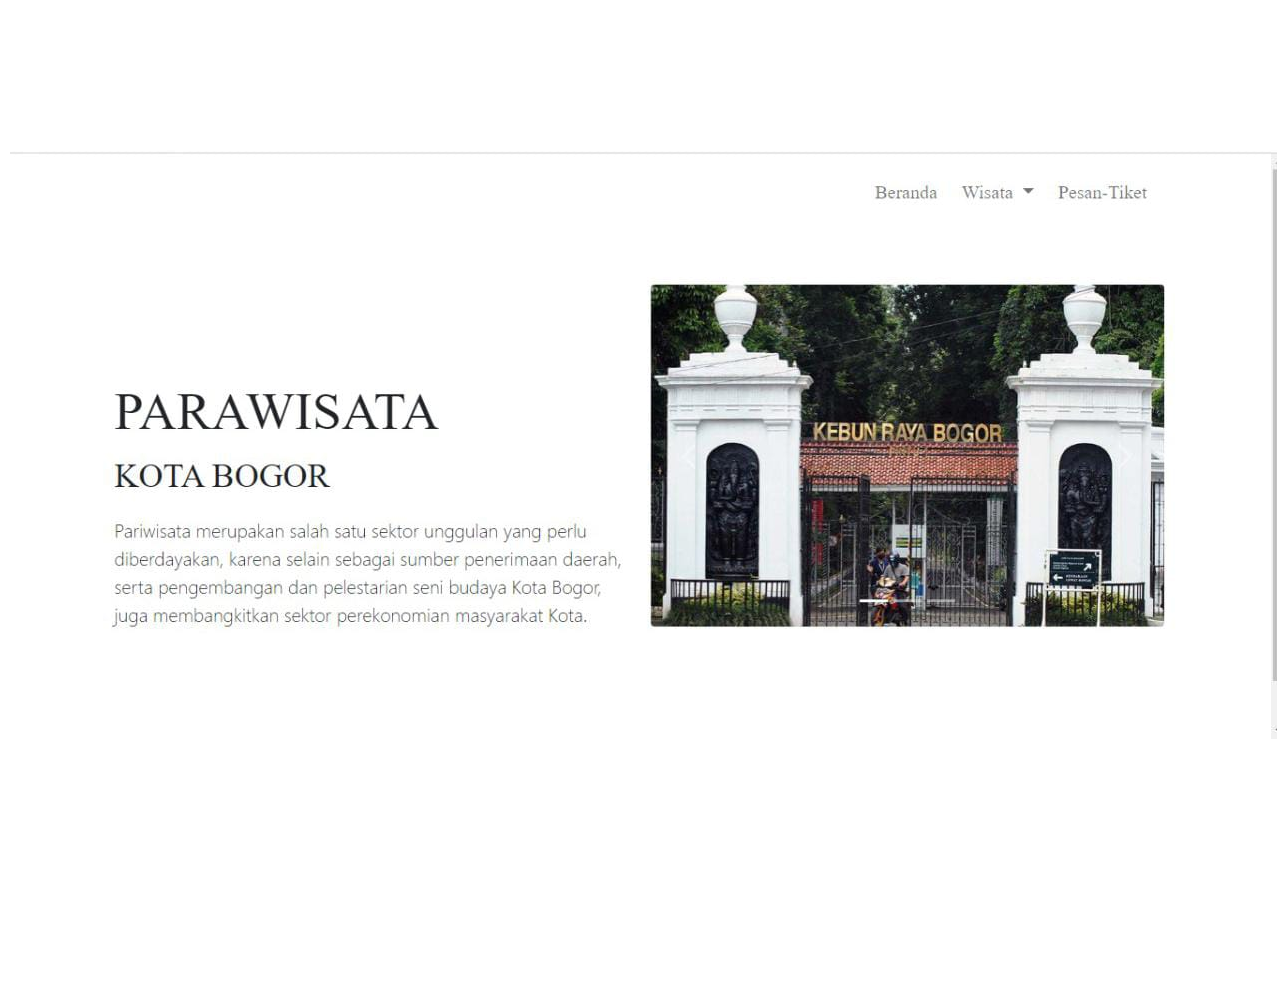 Beranda Wisata Pesan-Tiket
PARAWISATA
KOTA BOGOR
Pariwisata merupakan salah satu sektor unggulan yang perlu
diberdayakan, karena selain sebagai sumber penerimaan daerah,
serta pengembangan dan pelestarian seni budaya Kota Bogor,
juga membangkitkan sektor perekonomian masyarakat Kota.
KEBUN RAYA BOGOR